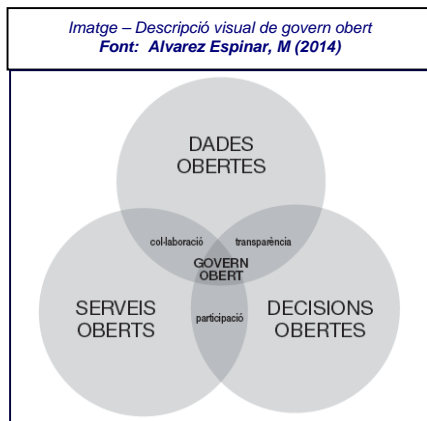 Imatge – Descripció visual de govern obert
Font: Alvarez Espinar, M (2014)
DADES
OBERTES
col·laboració
transparència
GOVERN
OBERT
SERVEIS
OBERTS
participació
DECISIONS
OBERTES